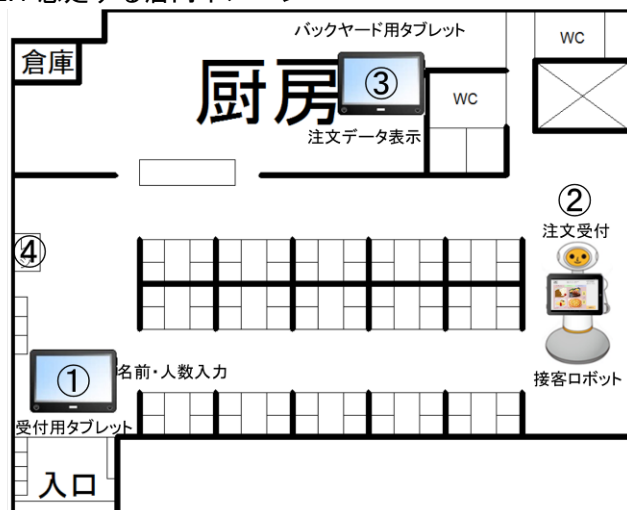 バックヤード用タブレット
WC
倉庫
厨房
③
WC
注文データ表示
②
注文受付
④
①
名前・人数入力
接客ロボット
受付用タブレット
入口